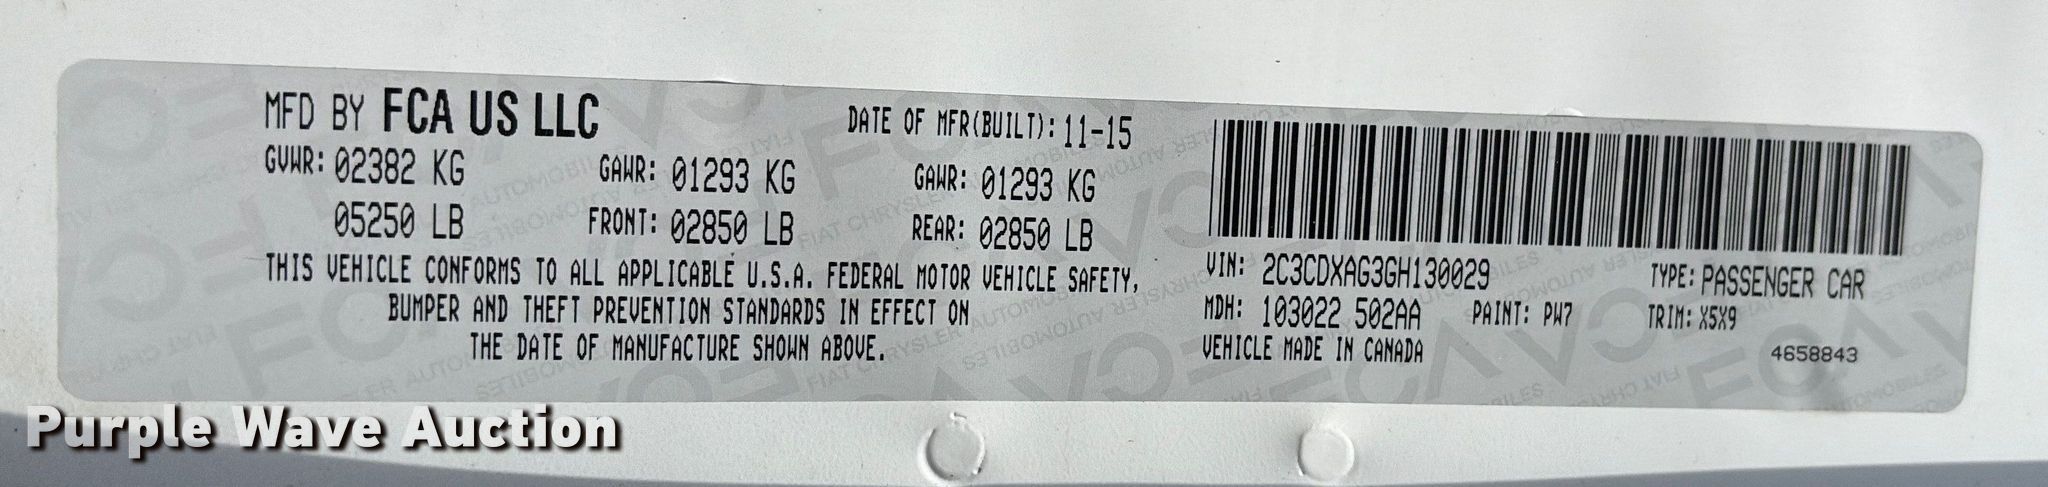 MFD BY FCA US LLC DATE OF MFR(BUILT): 11-15
GVWR: 02382 KG GAWR: 01293 KG GAWR: 01293 KG
05250 LB FRONT: 02850 LB REAR: 02850 LB
THIS VEHICLE CONFORMS TO ALL APPLICABLE U.S.A. FEDERAL MOTOR VEHICLE SAFETY,
BUMPER AND THEFT PREVENTION STANDARDS IN EFFECT ON
THE DATE OF MANUFACTURE SHOWN ABOVE.
VIN: 2C3CDXAG3GH130029 TYPE: PASSENGER CAR
MDH: 103022 502AA PAINT: PW7 TRIM: X5X9
VEHICLE MADE IN CANADA 4658843
Purple Wave Auction